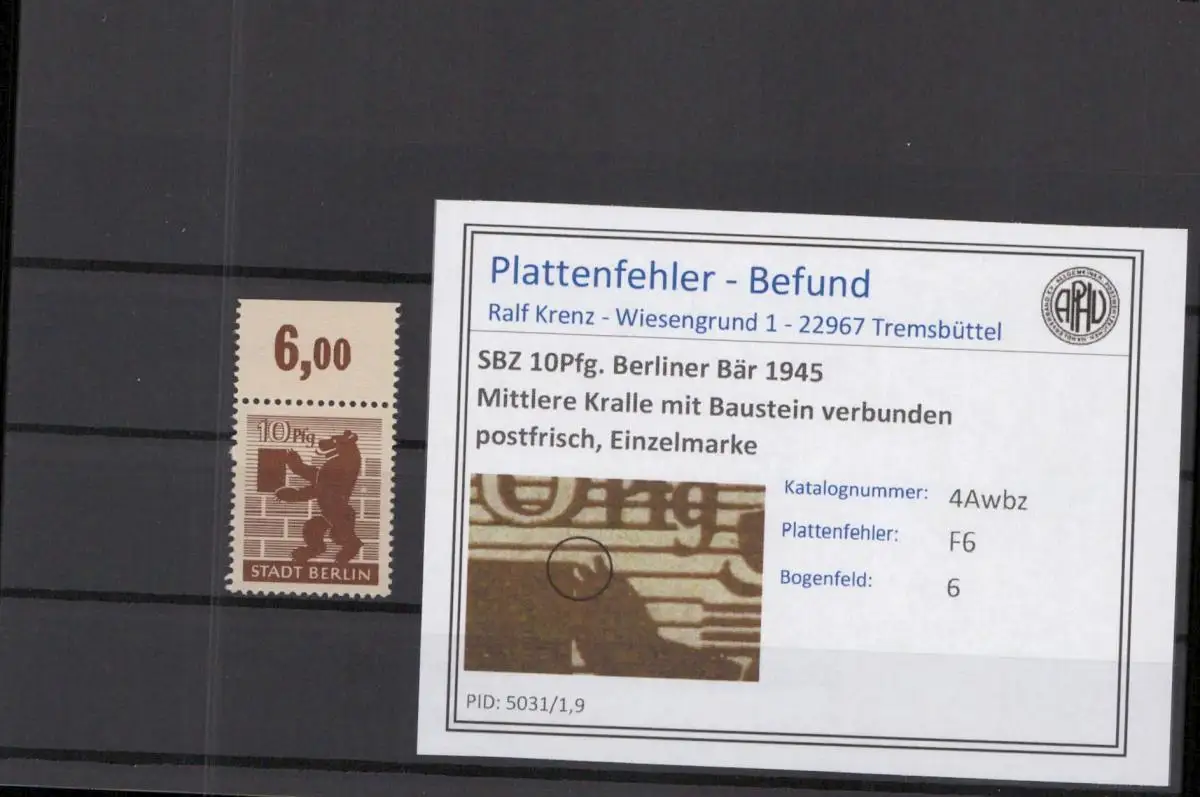 6,00
10 Pfg
STADT BERLIN
Plattenfehler - Befund
Ralf Krenz - Wiesengrund 1 - 22967 Tremsbüttel
APHV
SBZ 10Pfg. Berliner Bär 1945
Mittlere Kralle mit Baustein verbunden
postfrisch, Einzelmarke
Katalognummer: 4Awbz
Plattenfehler: F6
Bogenfeld: 6
PID: 5031/1,9